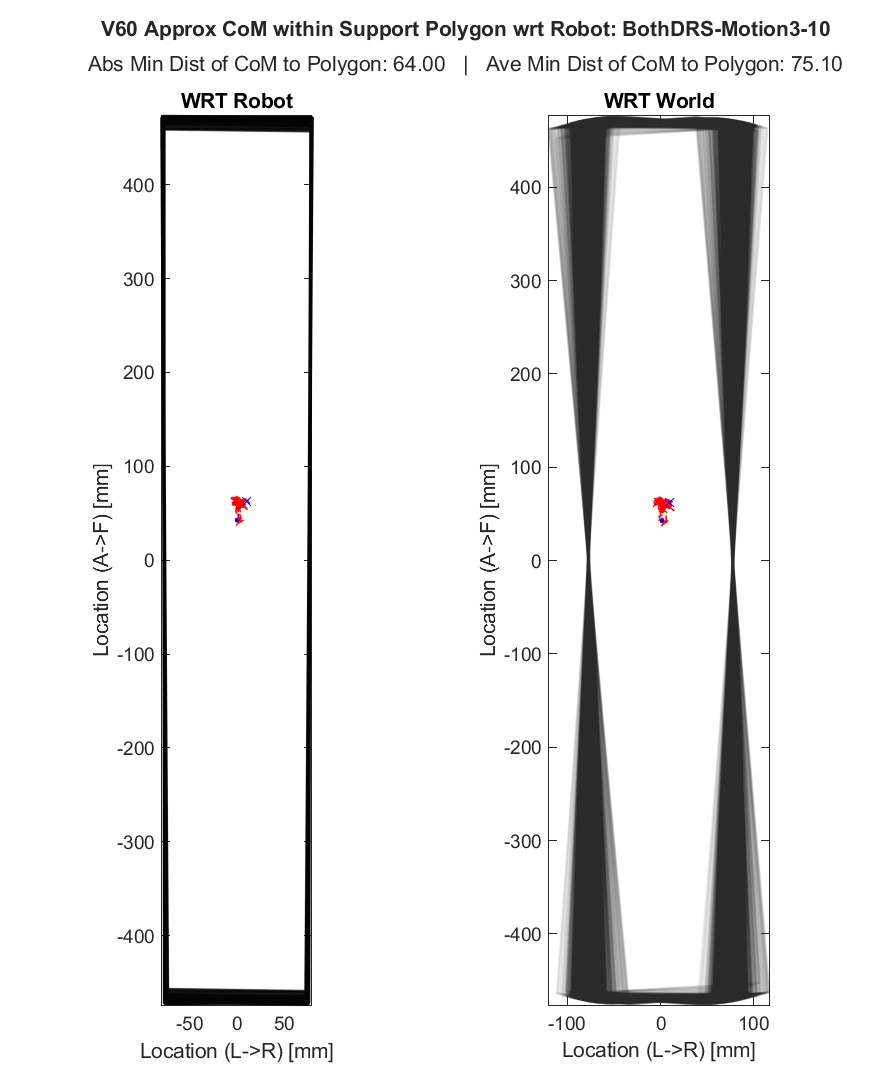 V60 Approx CoM within Support Polygon wrt Robot: BothDRS-Motion3-10
Abs Min Dist of CoM to Polygon: 64.00 | Ave Min Dist of CoM to Polygon: 75.10
WRT Robot
400
300
200
100
0
-100
-200
-300
-400
Location (A->F) [mm]
-50 0 50
Location (L->R) [mm]
WRT World
400
300
200
100
0
-100
-200
-300
-400
Location (A->F) [mm]
-100 0 100
Location (L->R) [mm]